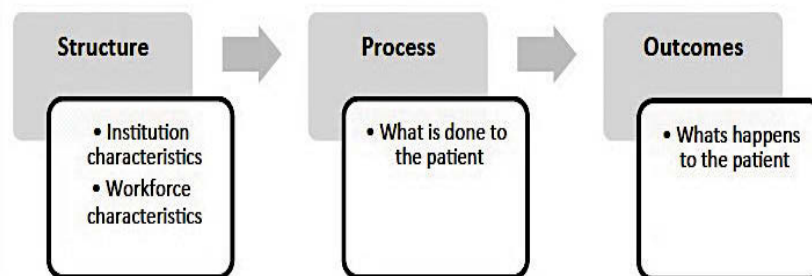 Structure
• Institution
characteristics
• Workforce
characteristics
Process
• What is done to
the patient
Outcomes
• Whats happens
to the patient